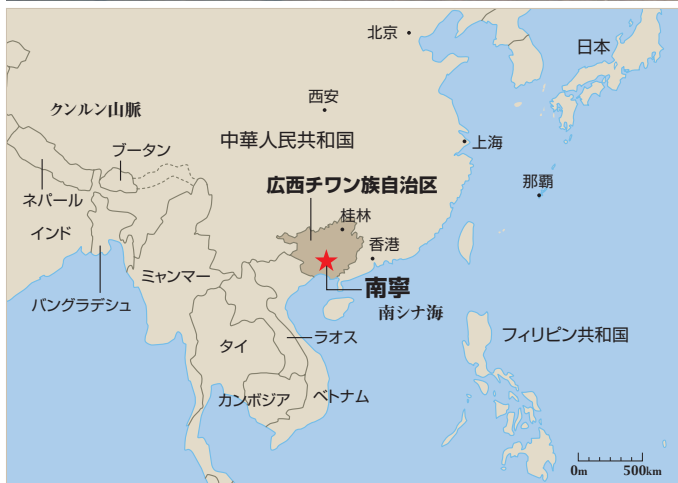 北京
日本
西安
クンルン山脈
中華人民共和国
上海
ブータン
広西チワン族自治区
那覇
ネパール
桂林
インド
香港
ミャンマー
南寧
バングラデシュ
南シナ海
ラオス
フィリピン共和国
タイ
カンボジア
ベトナム
0m 500km